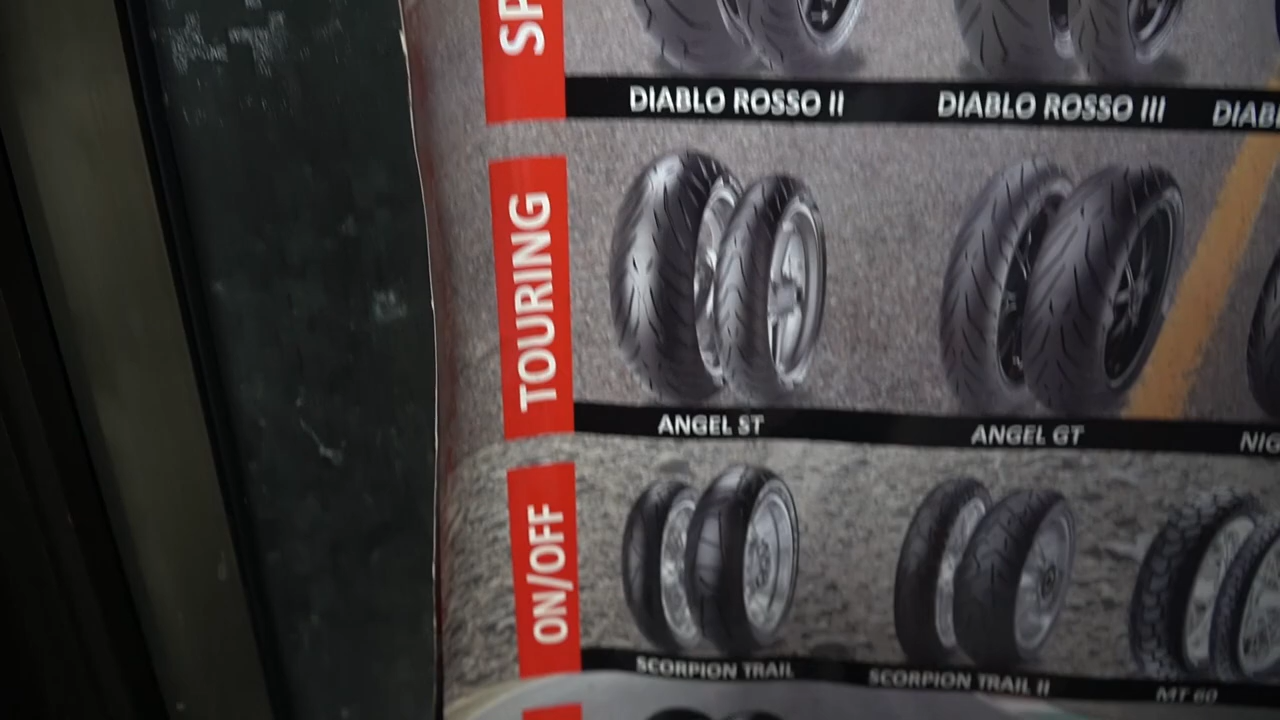 DIABLO ROSSO II
DIABLO ROSSO III
TOURING
ANGEL ST
ANGEL GT
ON/OFF
SCORPION TRAIL
SCORPION TRAIL II
MT 60